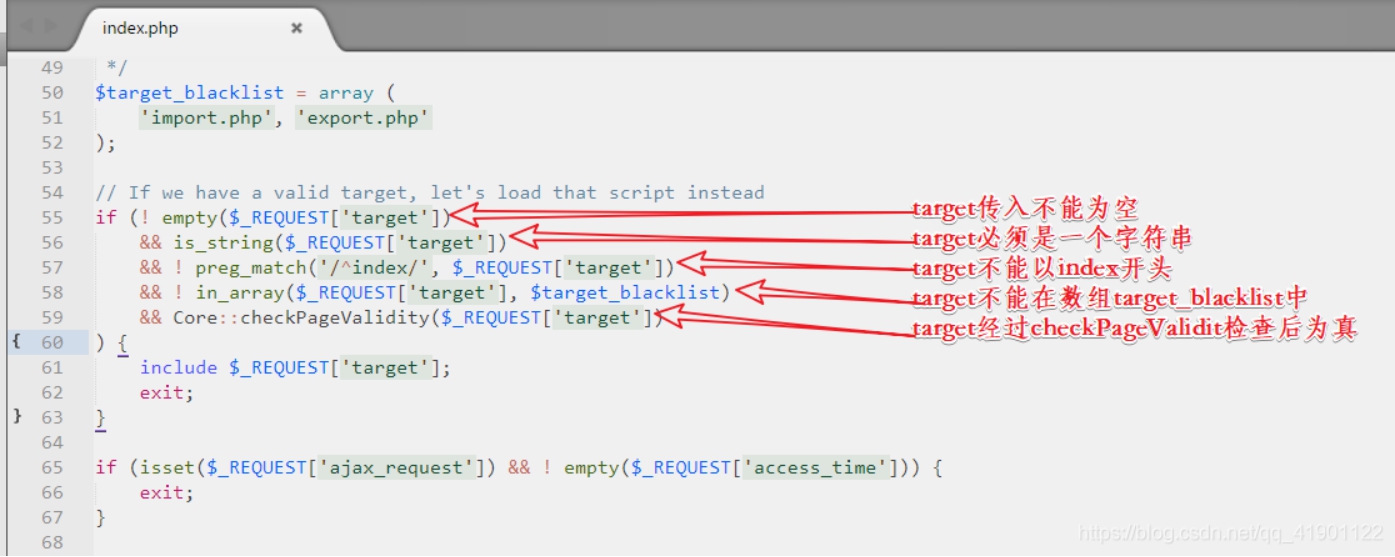 index.php ×
49 */
50 $target_blacklist = array (
51 'import.php', 'export.php'
52 );
53
54 // If we have a valid target, let's load that script instead
55 if (! empty($_REQUEST['target']) target传入不能为空
56 && is_string($_REQUEST['target']) target必须是一个字符串
57 && ! preg_match('/^index/', $_REQUEST['target']) target不能以index开头
58 && ! in_array($_REQUEST['target'], $target_blacklist) target不能在数组target_blacklist中
59 && Core::checkPageValidity($_REQUEST['target']) target经过checkPageValidit检查后为真
{ 60 ) {
61 include $_REQUEST['target'];
62 exit;
} 63 }
64
65 if (isset($_REQUEST['ajax_request']) && ! empty($_REQUEST['access_time'])) {
66 exit;
67 }
68
https://blog.csdn.net/qq_41901122